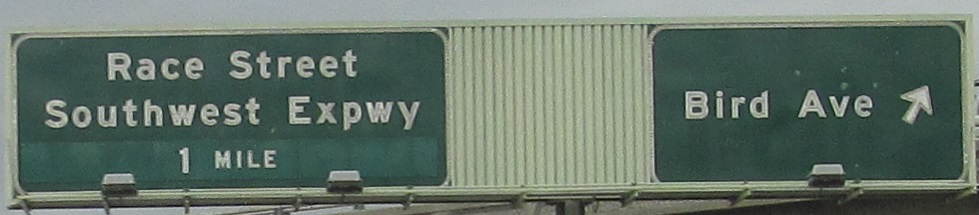 Race Street
Southwest Expwy
1 MILE
Bird Ave